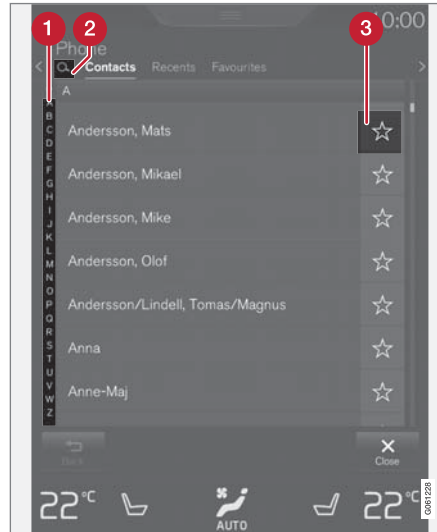 10:00
1
2
3
Phone
Contacts Recents Favourites
A
A
B
C
D
E
F
G
H
I
J
K
L
M
N
O
P
Q
R
S
T
U
V
W
Z
Andersson, Mats
Andersson, Mikael
Andersson, Mike
Andersson, Olof
Andersson/Lindell, Tomas/Magnus
Anna
Anne-Maj
Back
Close
22°C
AUTO
22°C
G061228